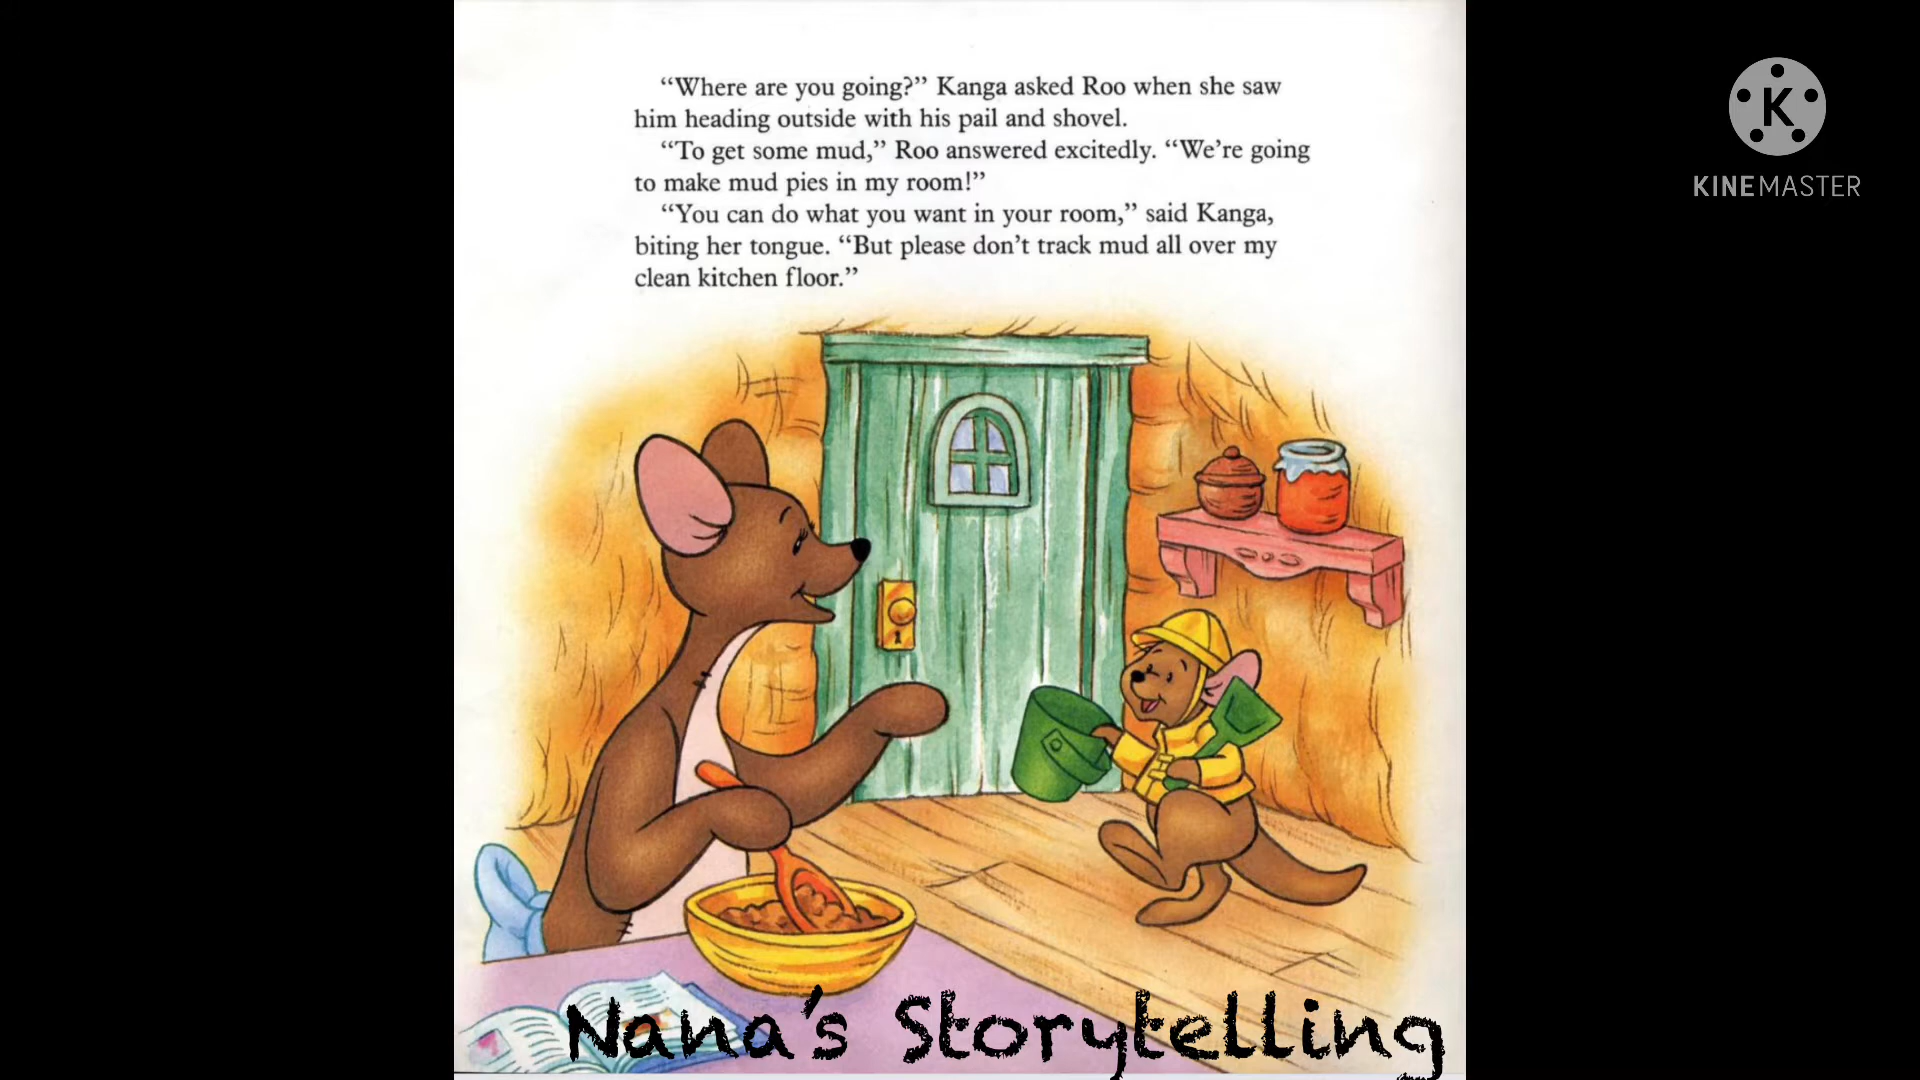 “Where are you going?” Kanga asked Roo when she saw
him heading outside with his pail and shovel.
“To get some mud,” Roo answered excitedly. “We’re going
to make mud pies in my room!”
“You can do what you want in your room,” said Kanga,
biting her tongue. “But please don’t track mud all over my
clean kitchen floor.”
K
KINEMASTER
Nana's Storytelling